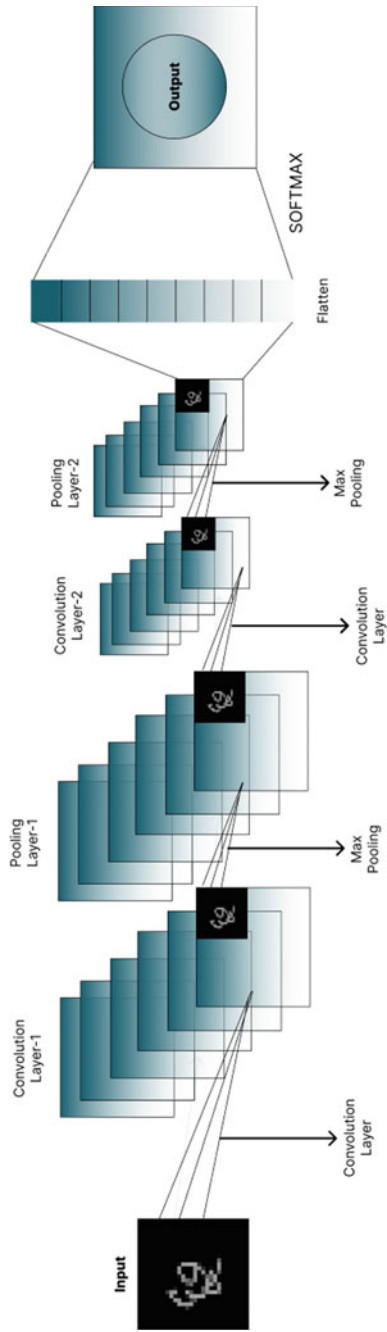 Input
Convolution
Layer
Convolution
Layer-1
Max
Pooling
Pooling
Layer-1
Convolution
Layer
Convolution
Layer-2
Max
Pooling
Pooling
Layer-2
Flatten
SOFTMAX
Output